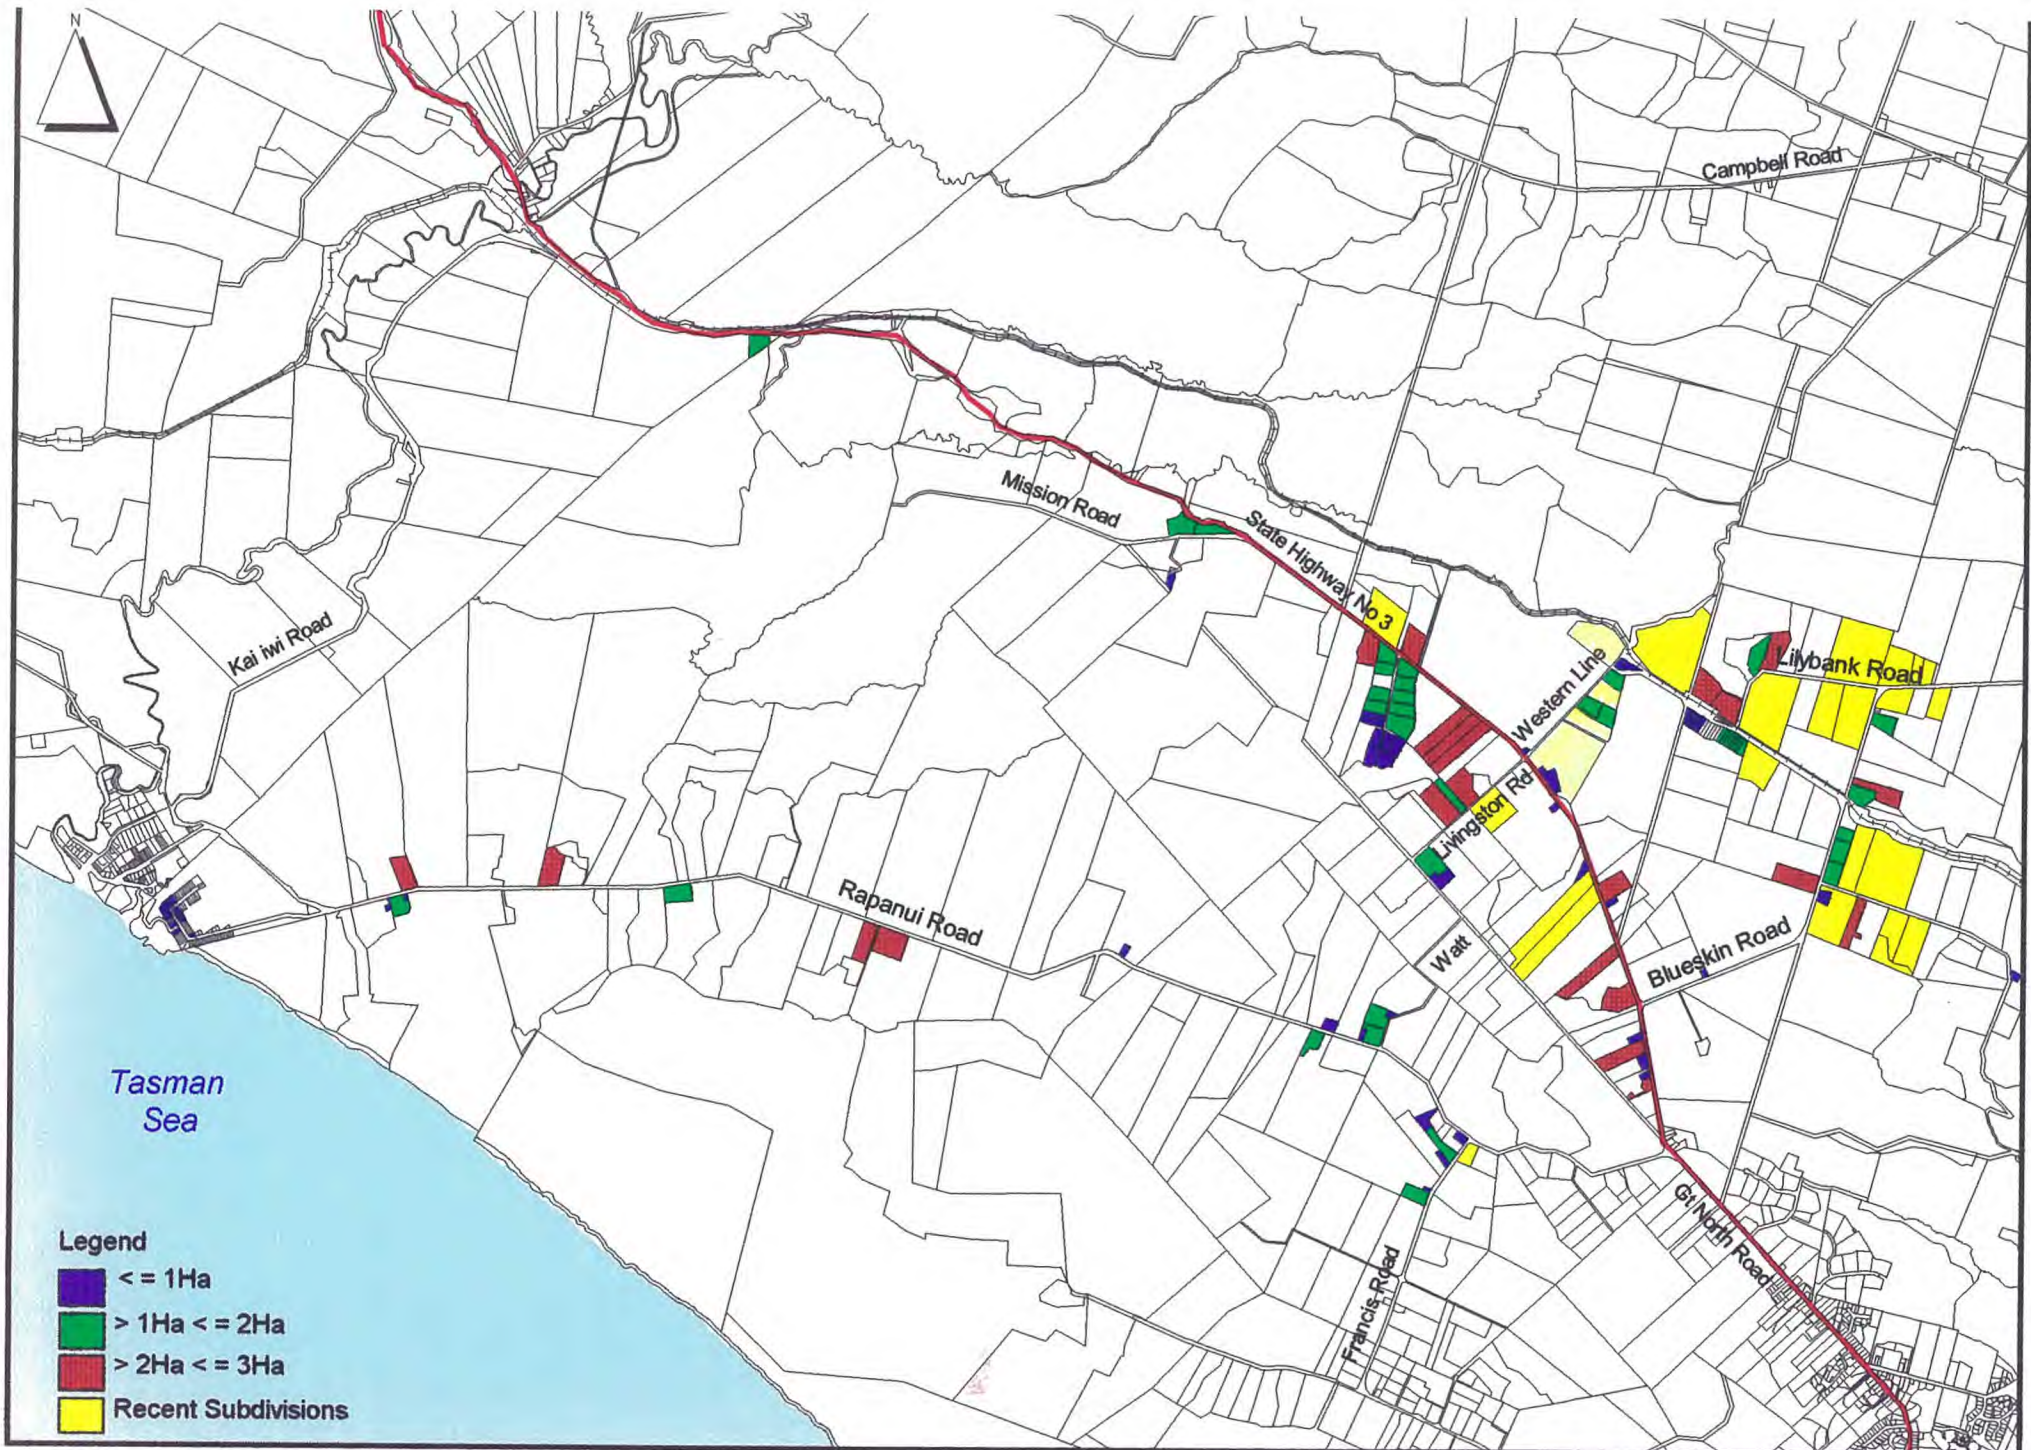 N
Campbell Road
Mission Road
State Highway No 3
Kai iwi Road
Western Line
Lilybank Road
Livingston Rd
Rapanui Road
Watt
Blueskin Road
Tasman
Sea
Gt North Road
Francis Road
Legend
< = 1Ha
> 1Ha < = 2Ha
> 2Ha < = 3Ha
Recent Subdivisions